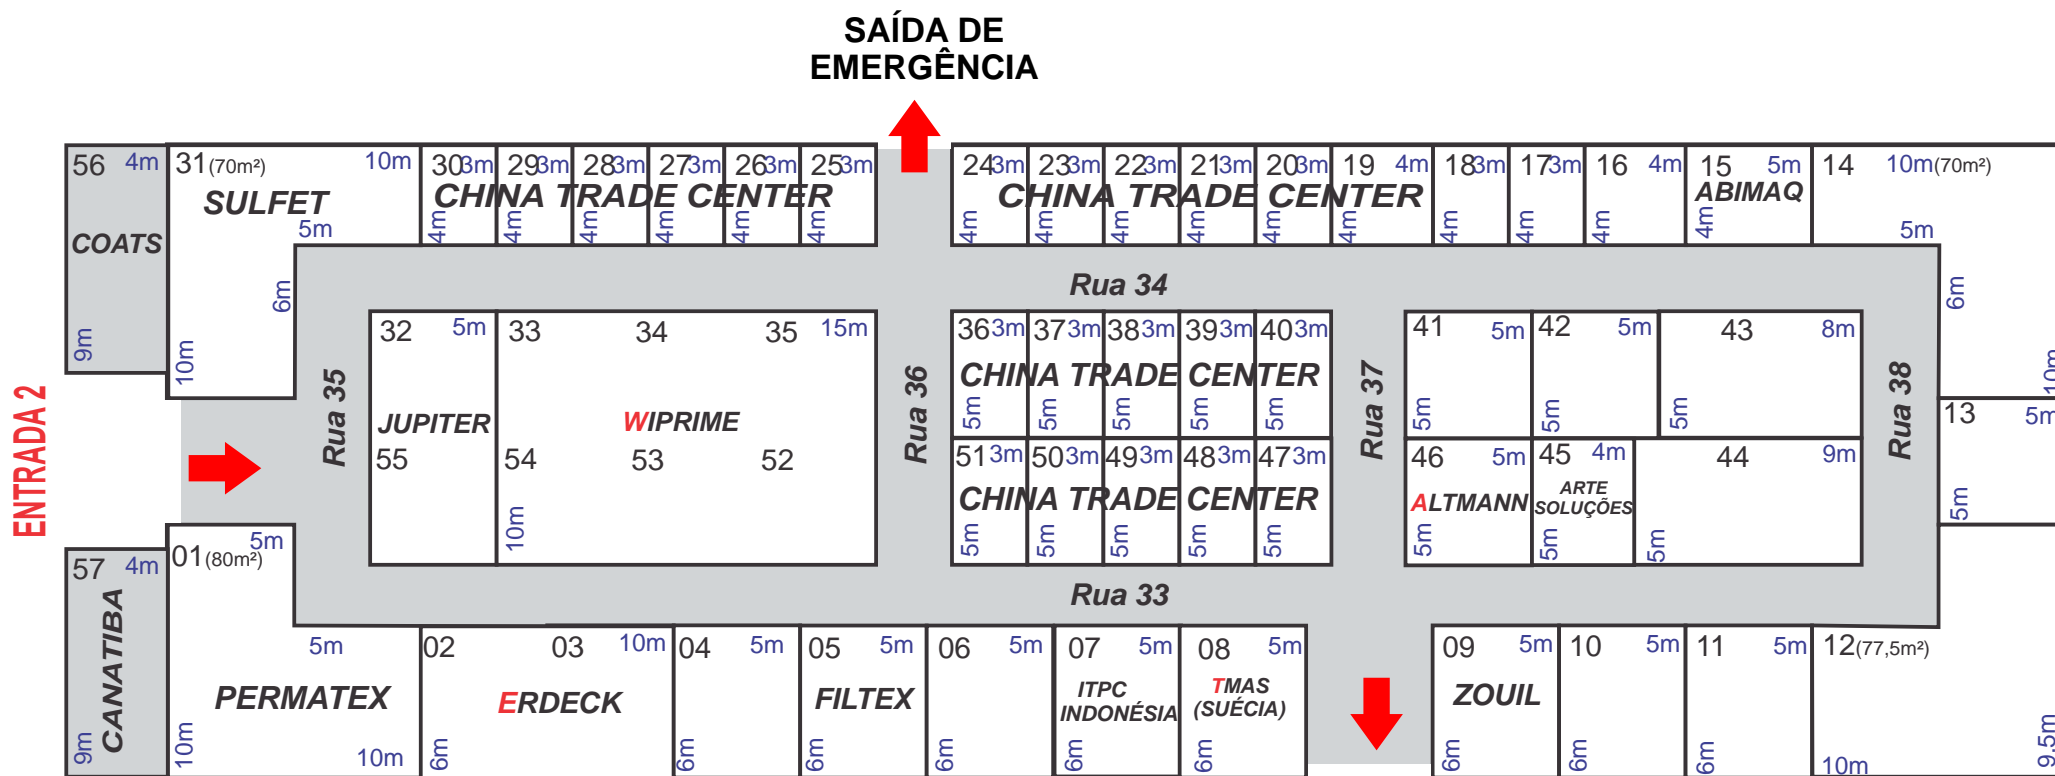 SAÍDA DE
EMERGÊNCIA
56 4m
COATS
9m
31(70m²) 10m
SULFET
5m
6m
10m
30 3m 29 3m 28 3m 27 3m 26 3m 25 3m
CHINA TRADE CENTER
4m 4m 4m 4m 4m 4m
24 3m 23 3m 22 3m 21 3m 20 3m 19 4m
CHINA TRADE CENTER
4m 4m 4m 4m 4m 4m
18 3m 17 3m 16 4m
4m 4m 4m
15 5m
ABIMAQ
4m
14 10m(70m²)
5m
6m
10m
Rua 34
ENTRADA 2
Rua 35
32 5m
JUPITER
55
33 34 35 15m
WIPRIME
54 53 52
10m
Rua 36
36 3m 37 3m 38 3m 39 3m 40 3m
CHINA TRADE CENTER
5m 5m 5m 5m 5m
51 3m 50 3m 49 3m 48 3m 47 3m
CHINA TRADE CENTER
5m 5m 5m 5m 5m
Rua 37
41 5m 42 5m 43 8m
5m 5m 5m
46 5m
ALTMANN
5m
45 4m
ARTE
SOLUÇÕES
5m
44 9m
5m
Rua 38
13 5m
5m
Rua 33
57 4m
CANATIBA
9m
01(80m²) 5m
5m
PERMATEX
10m 10m
02 03 10m
ERDECK
6m
04 5m
6m
05 5m
FILTEX
6m
06 5m
6m
07 5m
ITPC
INDONÉSIA
6m
08 5m
TMAS
(SUÉCIA)
6m
09 5m
ZOUIL
6m
10 5m
6m
11 5m
6m
12(77,5m²)
10m
9,5m